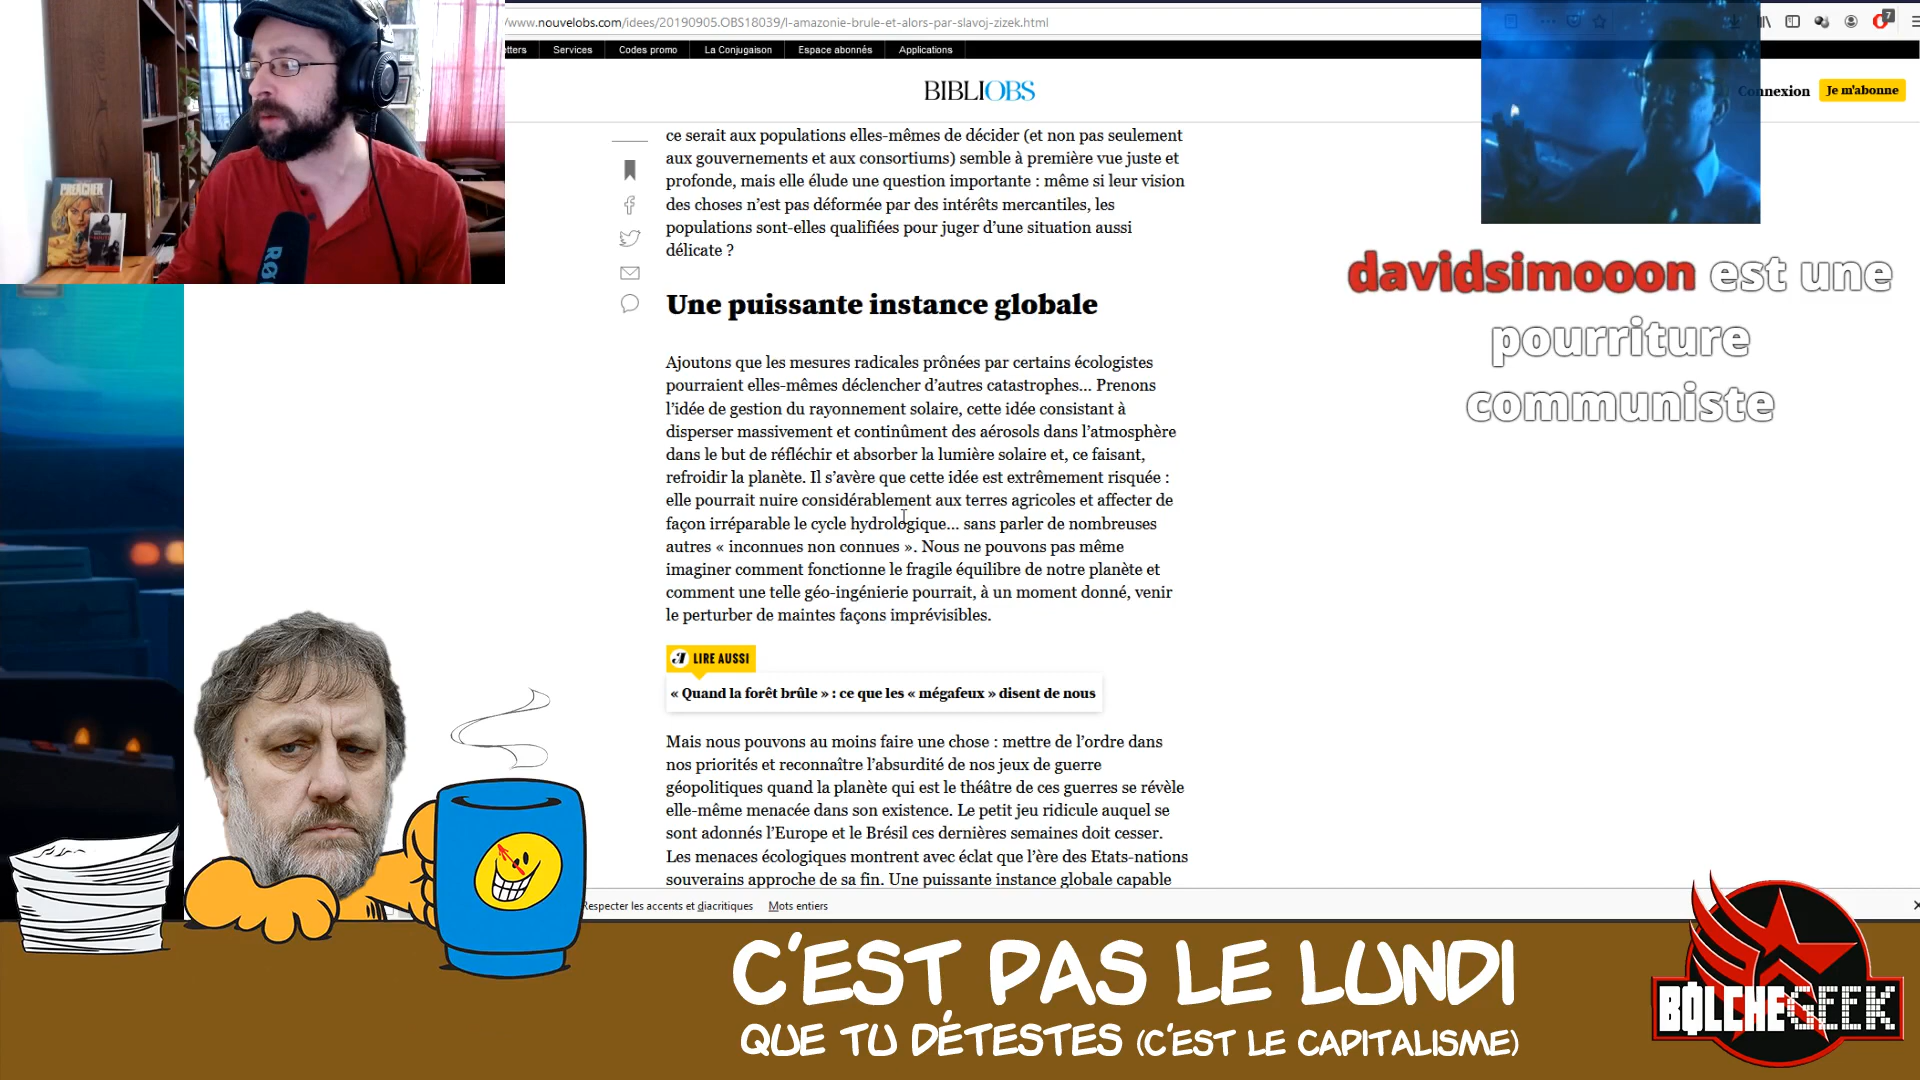 www.nouvelobs.com/idees/20190905.OBS18039/l-amazonie-brule-et-alors-par-slavoj-zizek.html
7
Services
Codes promo
La Conjugaison
Espace abonnés
Applications
BIBLIOBS
Connexion
Je m'abonne
PREACHER
RØ
ce serait aux populations elles-mêmes de décider (et non pas seulement
aux gouvernements et aux consortiums) semble à première vue juste et
profonde, mais elle élude une question importante : même si leur vision
des choses n’est pas déformée par des intérêts mercantiles, les
populations sont-elles qualifiées pour juger d’une situation aussi
délicate ?
davidsimooon est une
pourriture
communiste
Une puissante instance globale
Ajoutons que les mesures radicales prônées par certains écologistes
pourraient elles-mêmes déclencher d’autres catastrophes… Prenons
l’idée de gestion du rayonnement solaire, cette idée consistant à
disperser massivement et continûment des aérosols dans l’atmosphère
dans le but de réfléchir et absorber la lumière solaire et, ce faisant,
refroidir la planète. Il s’avère que cette idée est extrêmement risquée :
elle pourrait nuire considérablement aux terres agricoles et affecter de
façon irréparable le cycle hydrologique… sans parler de nombreuses
autres « inconnues non connues ». Nous ne pouvons pas même
imaginer comment fonctionne le fragile équilibre de notre planète et
comment une telle géo-ingénierie pourrait, à un moment donné, venir
le perturber de maintes façons imprévisibles.
LIRE AUSSI
« Quand la forêt brûle » : ce que les « mégafeux » disent de nous
Mais nous pouvons au moins faire une chose : mettre de l’ordre dans
nos priorités et reconnaître l’absurdité de nos jeux de guerre
géopolitiques quand la planète qui est le théâtre de ces guerres se révèle
elle-même menacée dans son existence. Le petit jeu ridicule auquel se
sont adonnés l’Europe et le Brésil ces dernières semaines doit cesser.
Les menaces écologiques montrent avec éclat que l’ère des Etats-nations
souverains approche de sa fin. Une puissante instance globale capable
Respecter les accents et diacritiques
Mots entiers
C'EST PAS LE LUNDI
QUE TU DÉTESTES (C'EST LE CAPITALISME)
BOLCHEGEEK